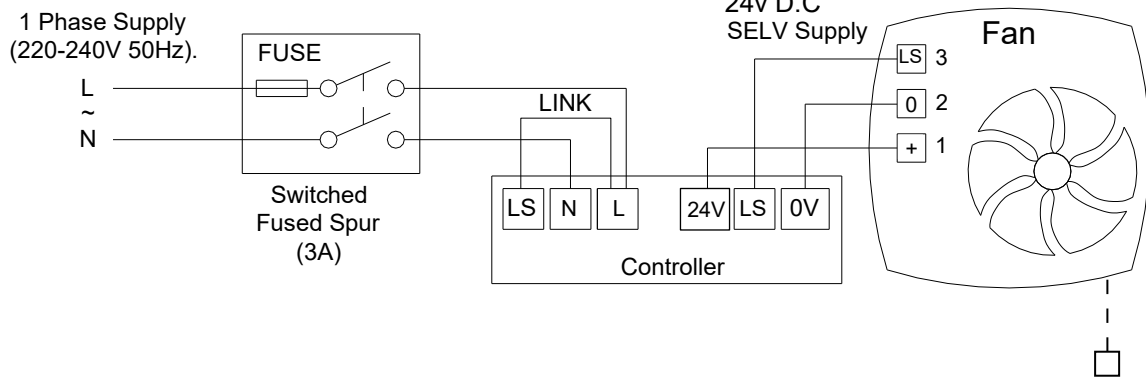 1 Phase Supply
(220-240V 50Hz).
L
~
N
FUSE
Switched
Fused Spur
(3A)
LINK
LS N L 24V LS 0V
Controller
24v D.C
SELV Supply
Fan
LS 3
0 2
+ 1